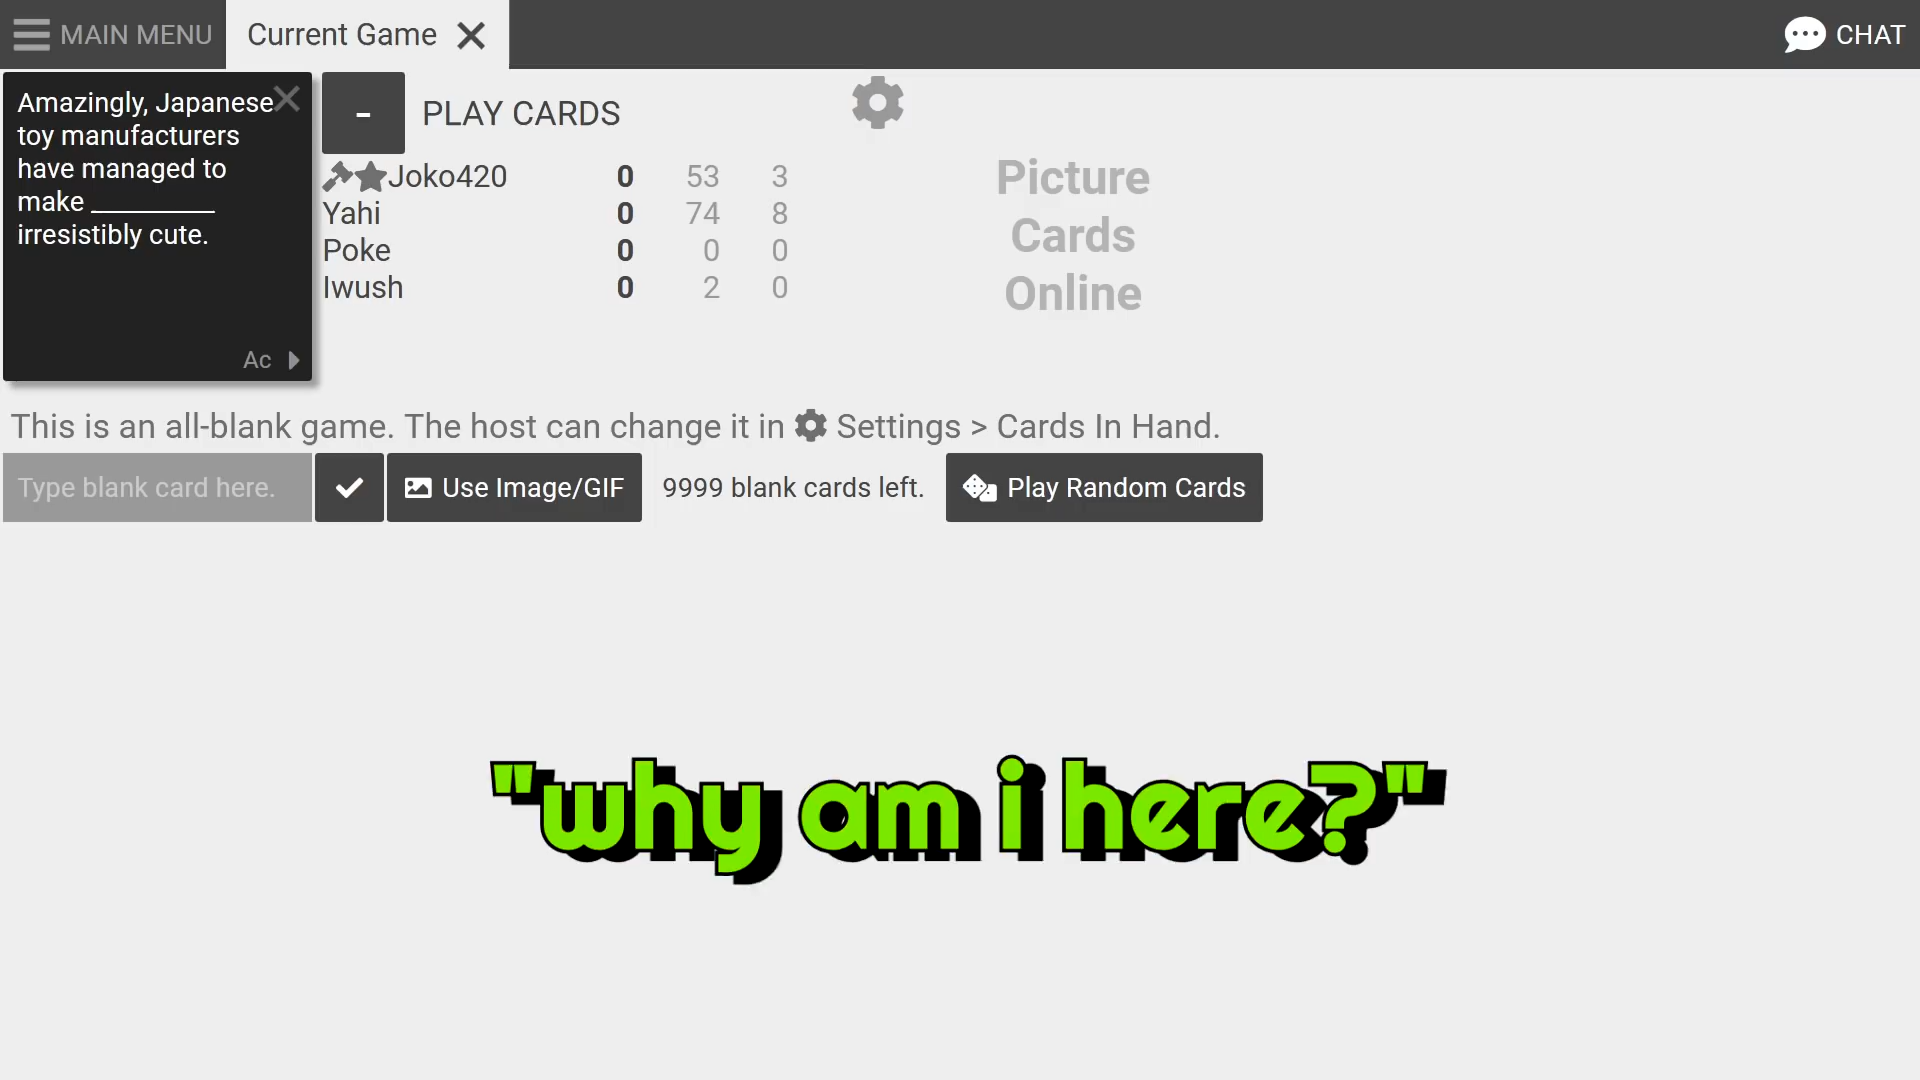 MAIN MENU
Current Game
CHAT
Amazingly, Japanese
toy manufacturers
have managed to
make _________
irresistibly cute.
Ac
-
PLAY CARDS
Joko420 0 53 3
Yahi 0 74 8
Poke 0 0 0
Iwush 0 2 0
Picture
Cards
Online
This is an all-blank game. The host can change it in Settings > Cards In Hand.
Type blank card here.
Use Image/GIF
9999 blank cards left.
Play Random Cards
"why am i here?"